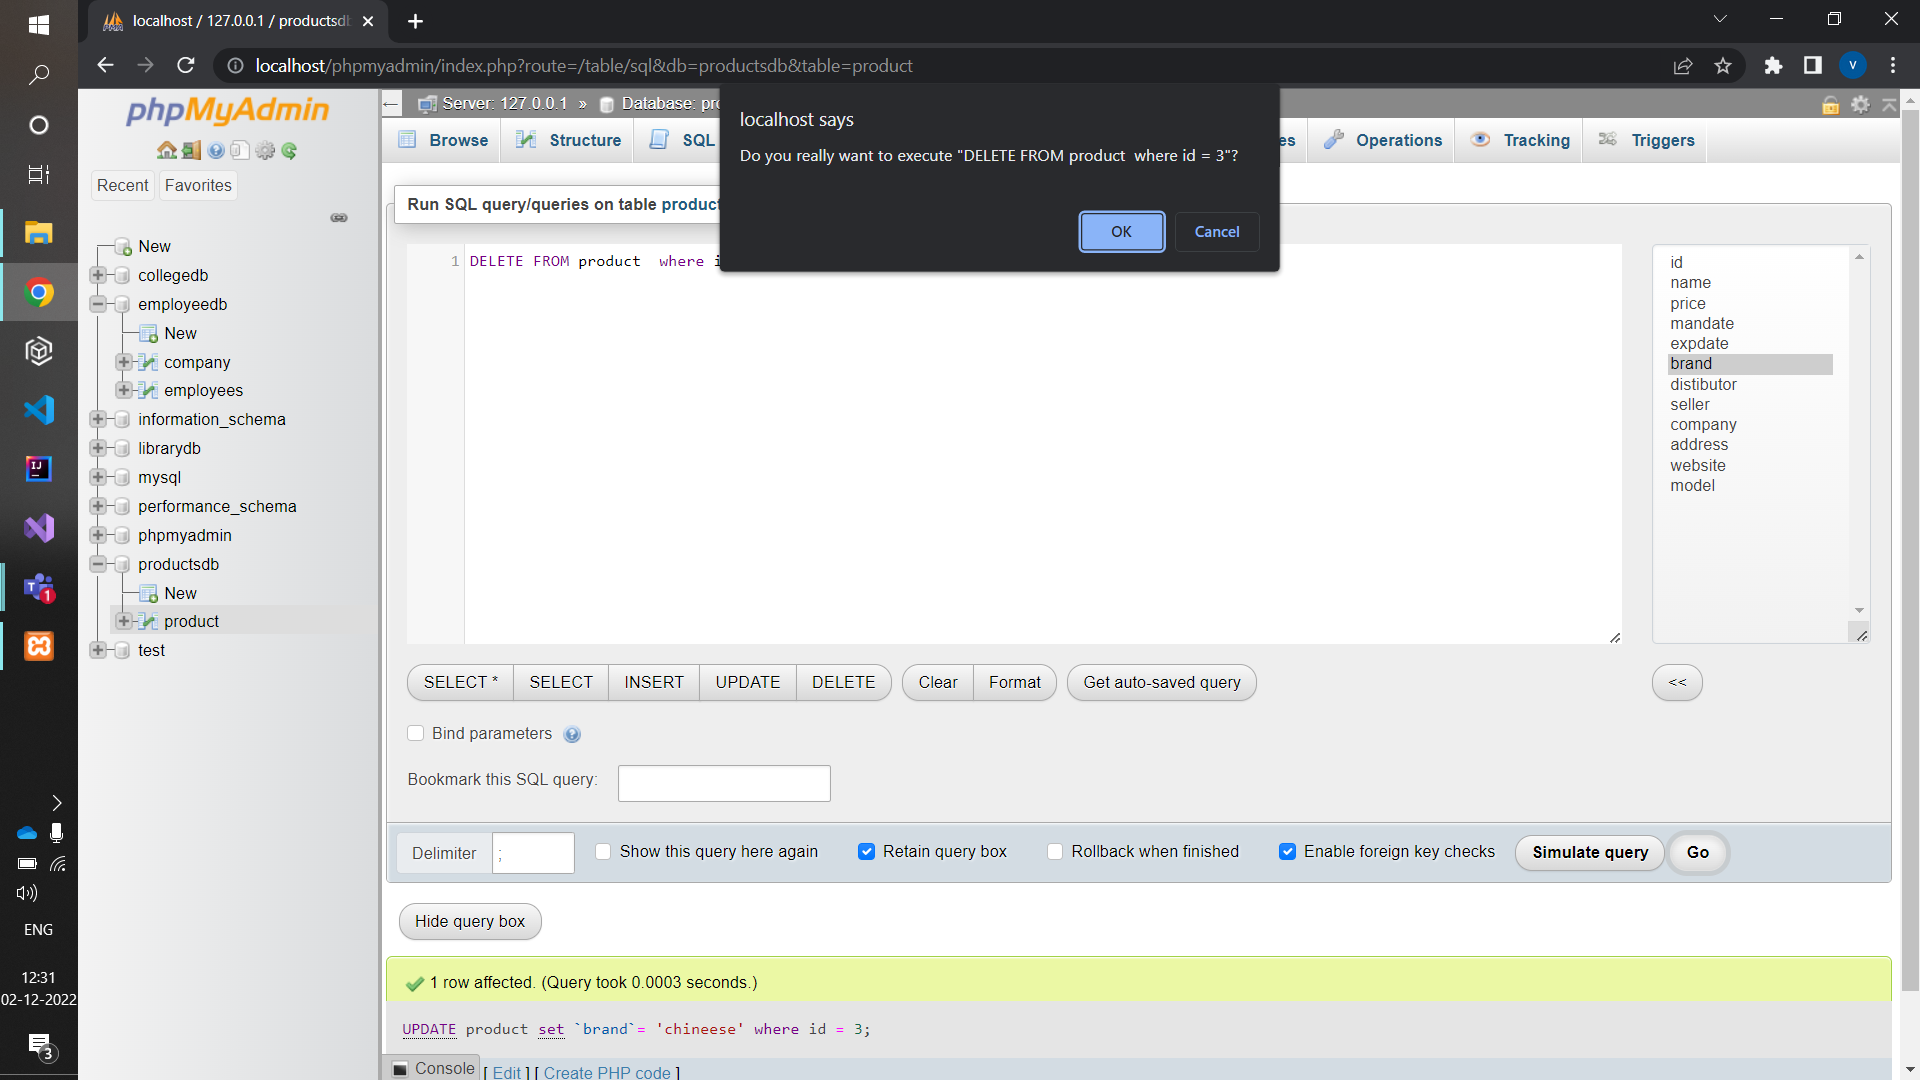 localhost / 127.0.0.1 / productsdb
localhost/phpmyadmin/index.php?route=/table/sql&db=productsdb&table=product
V
phpMyAdmin
Recent
Favorites
New
collegedb
employeedb
New
company
employees
information_schema
librarydb
mysql
performance_schema
phpmyadmin
productsdb
New
product
test
Server: 127.0.0.1 »
Database: pro
Browse
Structure
SQL
es
Operations
Tracking
Triggers
localhost says
Do you really want to execute "DELETE FROM product  where id = 3"?
OK
Cancel
Run SQL query/queries on table product
1
DELETE FROM product  where i
id
name
price
mandate
expdate
brand
distibutor
seller
company
address
website
model
SELECT *
SELECT
INSERT
UPDATE
DELETE
Clear
Format
Get auto-saved query
<<
Bind parameters
Bookmark this SQL query:
Delimiter
;
Show this query here again
Retain query box
Rollback when finished
Enable foreign key checks
Simulate query
Go
Hide query box
1 row affected. (Query took 0.0003 seconds.)
UPDATE product set `brand`= 'chineese' where id = 3;
Console
[ Edit ] [ Create PHP code ]
IJ
T
1
ENG
12:31
02-12-2022
3